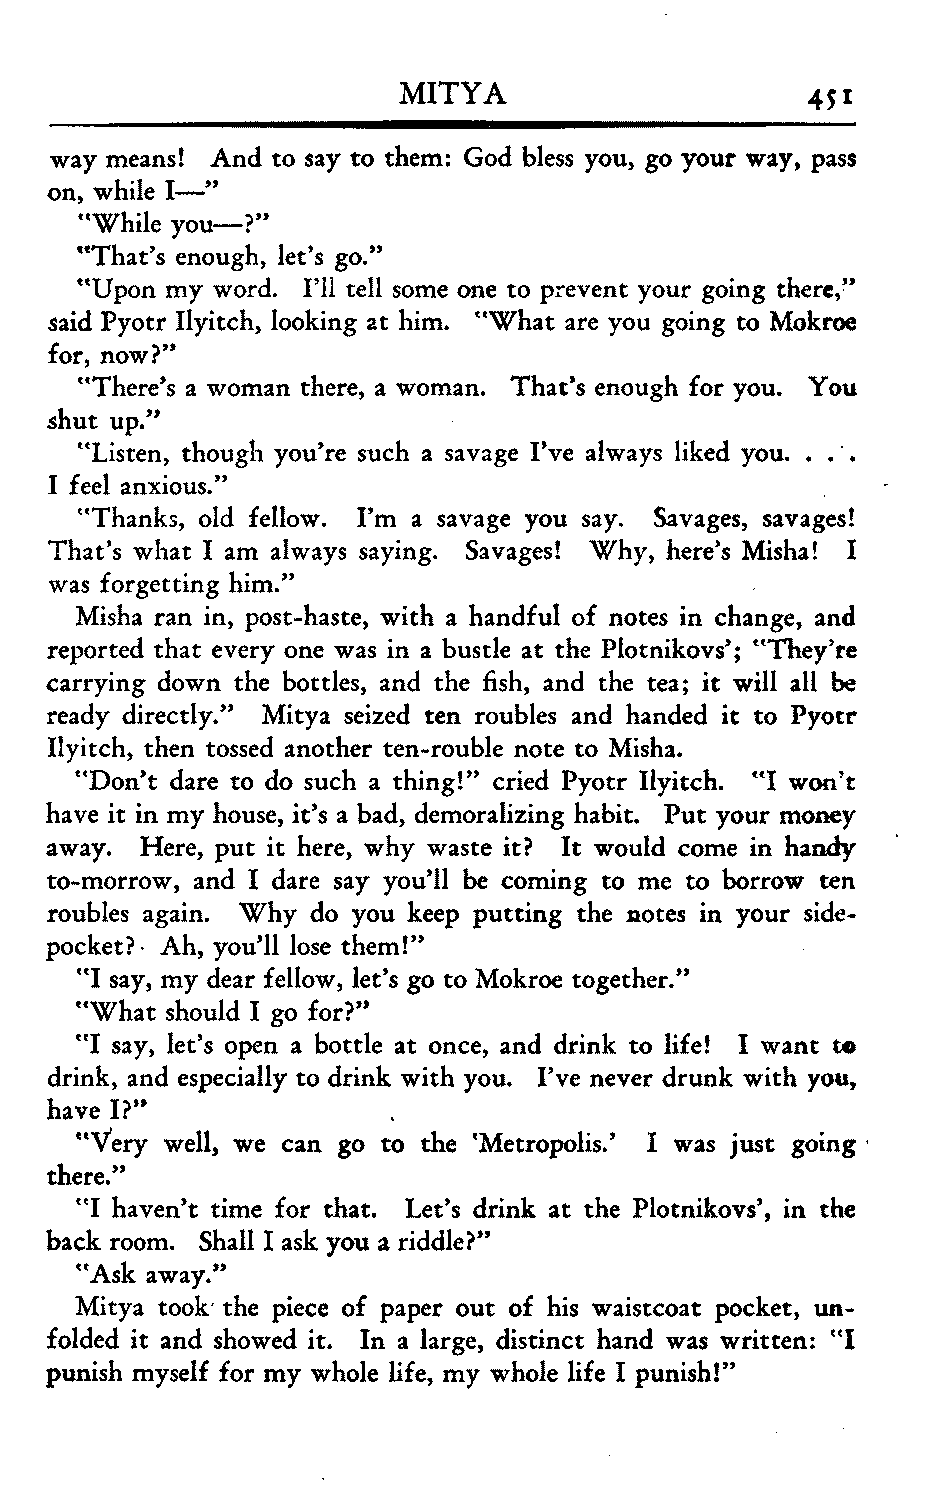 MITYA 451
way means! And to say to them: God bless you, go your way, pass
on, while I—"
"While you—?"
"That's enough, let's go."
"Upon my word. I'll tell some one to prevent your going there,"
said Pyotr Ilyitch, looking at him. "What are you going to Mokroe
for, now?"
"There's a woman there, a woman. That's enough for you. You
shut up."
"Listen, though you're such a savage I've always liked you. . . .
I feel anxious."
"Thanks, old fellow. I'm a savage you say. Savages, savages!
That's what I am always saying. Savages! Why, here's Misha! I
was forgetting him."
Misha ran in, post-haste, with a handful of notes in change, and
reported that every one was in a bustle at the Plotnikovs'; "They're
carrying down the bottles, and the fish, and the tea; it will all be
ready directly." Mitya seized ten roubles and handed it to Pyotr
Ilyitch, then tossed another ten-rouble note to Misha.
"Don't dare to do such a thing!" cried Pyotr Ilyitch. "I won't
have it in my house, it's a bad, demoralizing habit. Put your money
away. Here, put it here, why waste it? It would come in handy
to-morrow, and I dare say you'll be coming to me to borrow ten
roubles again. Why do you keep putting the notes in your side-
pocket? Ah, you'll lose them!"
"I say, my dear fellow, let's go to Mokroe together."
"What should I go for?"
"I say, let's open a bottle at once, and drink to life! I want to
drink, and especially to drink with you. I've never drunk with you,
have I?"
"Very well, we can go to the 'Metropolis.' I was just going
there."
"I haven't time for that. Let's drink at the Plotnikovs', in the
back room. Shall I ask you a riddle?"
"Ask away."
Mitya took the piece of paper out of his waistcoat pocket, un-
folded it and showed it. In a large, distinct hand was written: "I
punish myself for my whole life, my whole life I punish!"